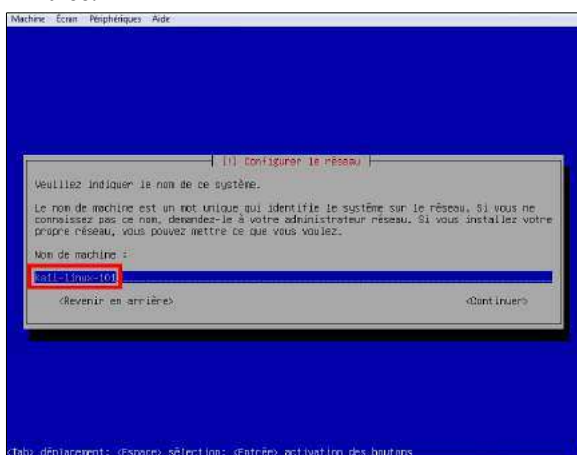 Machine Écran Périphériques Aide
[!] Configurer le réseau
Veuillez indiquer le nom de ce système.
Le nom de machine est un mot unique qui identifie le système sur le réseau. Si vous ne
connaissez pas ce nom, demandez-le à votre administrateur réseau. Si vous installez votre
propre réseau, vous pouvez mettre ce que vous voulez.
Nom de machine :
kali-linux-101
<Revenir en arrière> <Continuer>
<Tab> déplacement; <Espace> sélection; <Entrée> activation des boutons